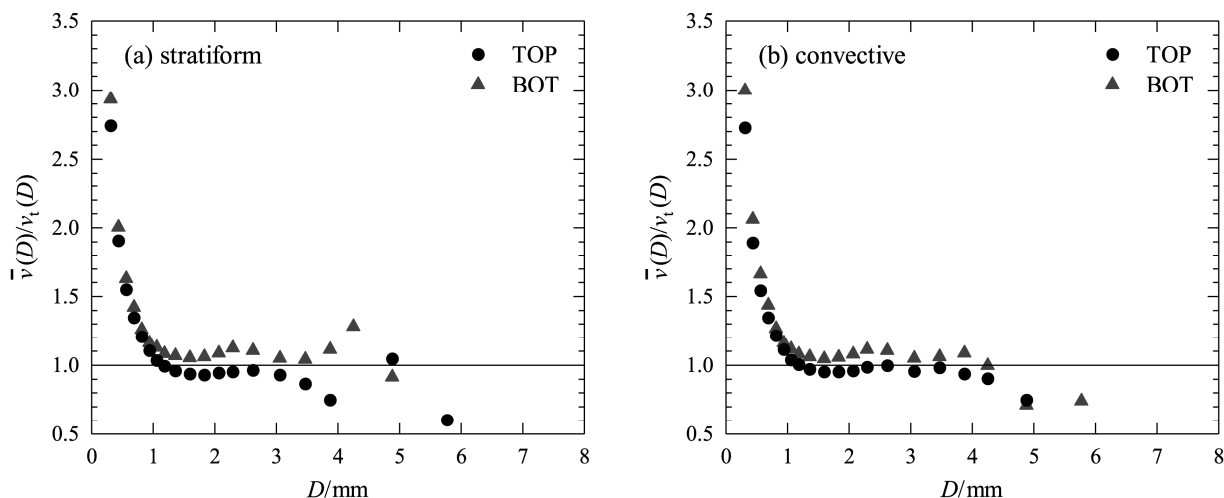 3.5
3.0
2.5
2.0
1.5
1.0
0.5
v̄(D)/vt(D)
(a) stratiform
TOP
BOT
0 1 2 3 4 5 6 7 8
D/mm
3.5
3.0
2.5
2.0
1.5
1.0
0.5
v̄(D)/vt(D)
(b) convective
TOP
BOT
0 1 2 3 4 5 6 7 8
D/mm